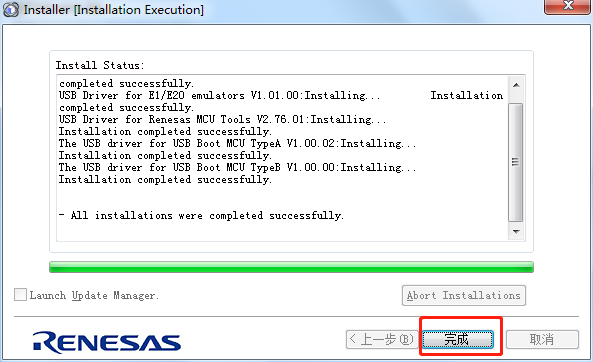 Installer [Installation Execution]
Install Status:
completed successfully.
USB Driver for E1/E20 emulators V1.01.00:Installing... Installation
completed successfully.
USB Driver for Renesas MCU Tools V2.76.01:Installing...
Installation completed successfully.
The USB driver for USB Boot MCU TypeA V1.00.02:Installing...
Installation completed successfully.
The USB driver for USB Boot MCU TypeB V1.00.00:Installing...
Installation completed successfully.
- All installations were completed successfully.
Launch Update Manager.
Abort Installations
RENESAS
< 上一步(B)
完成
取消